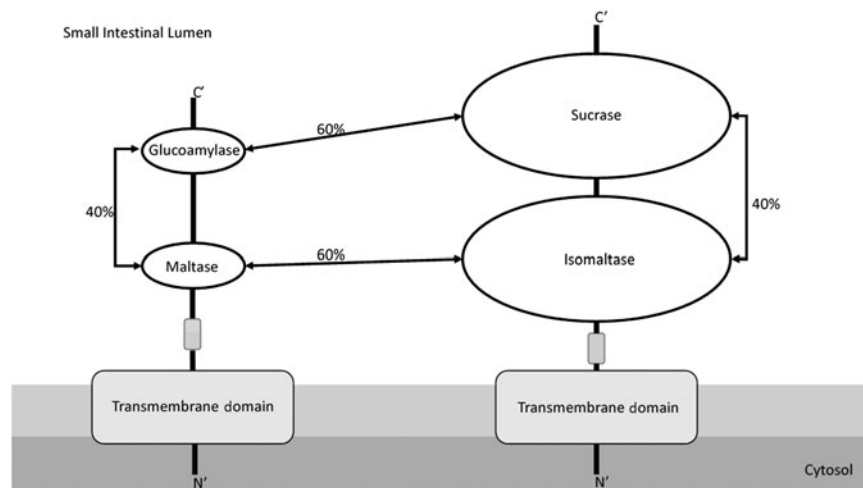 Small Intestinal Lumen
C'
C'
Glucoamylase
60%
Sucrase
40%
40%
Maltase
60%
Isomaltase
Transmembrane domain
Transmembrane domain
Cytosol
N'
N'